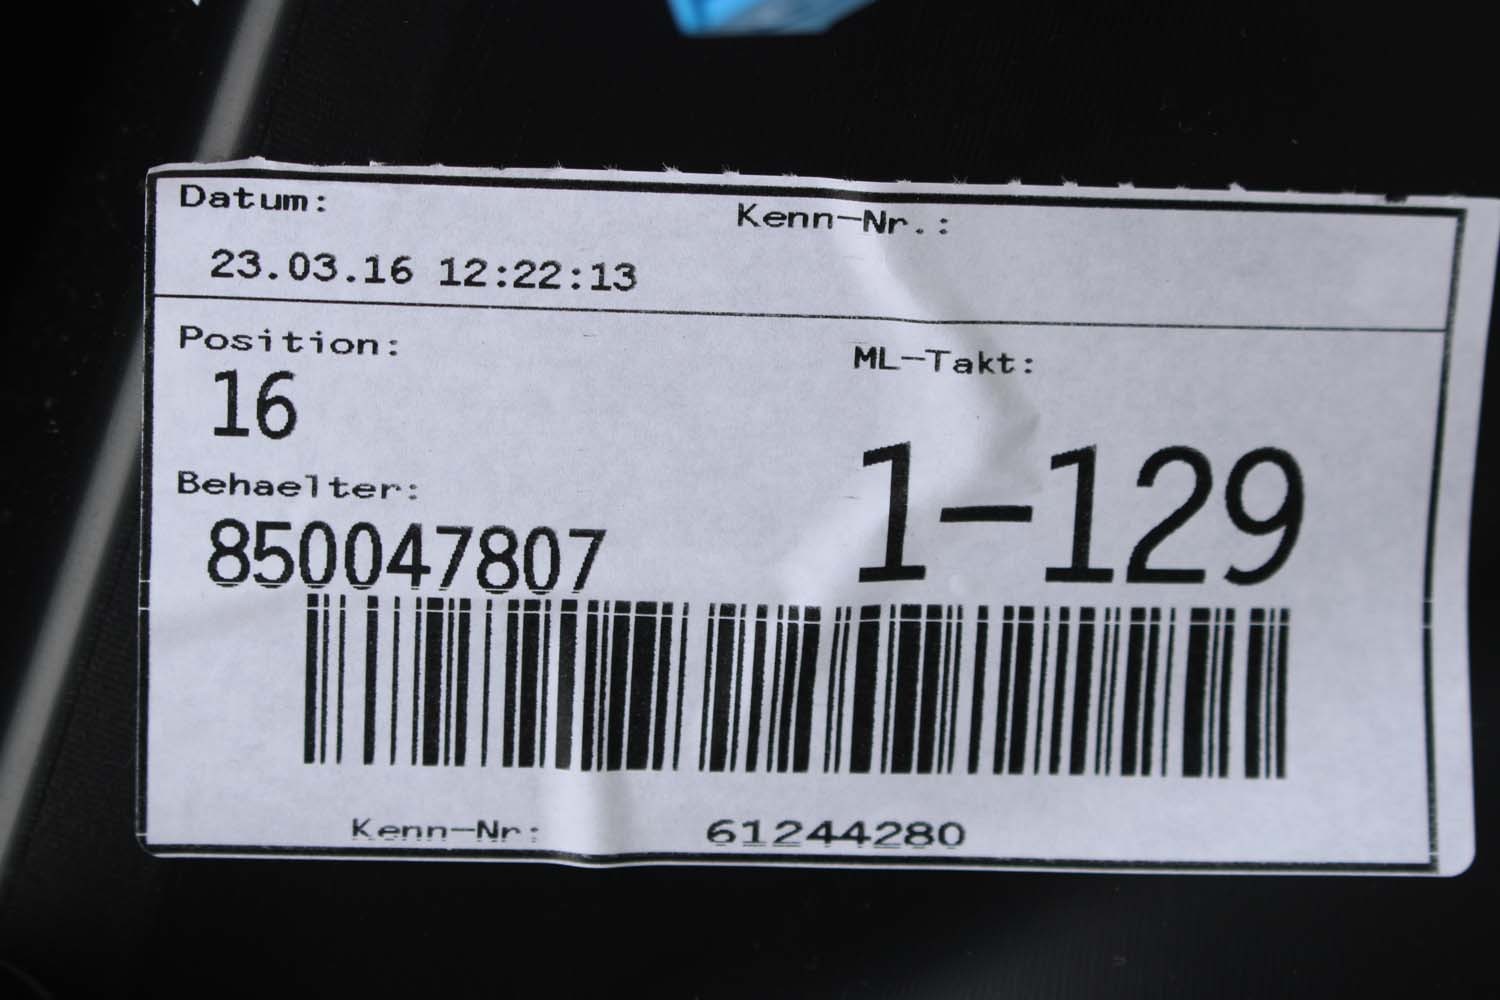 Datum: Kenn-Nr.:
23.03.16 12:22:13
Position: ML-Takt:
16
1-129
Behaelter:
850047807
Kenn-Nr: 61244280